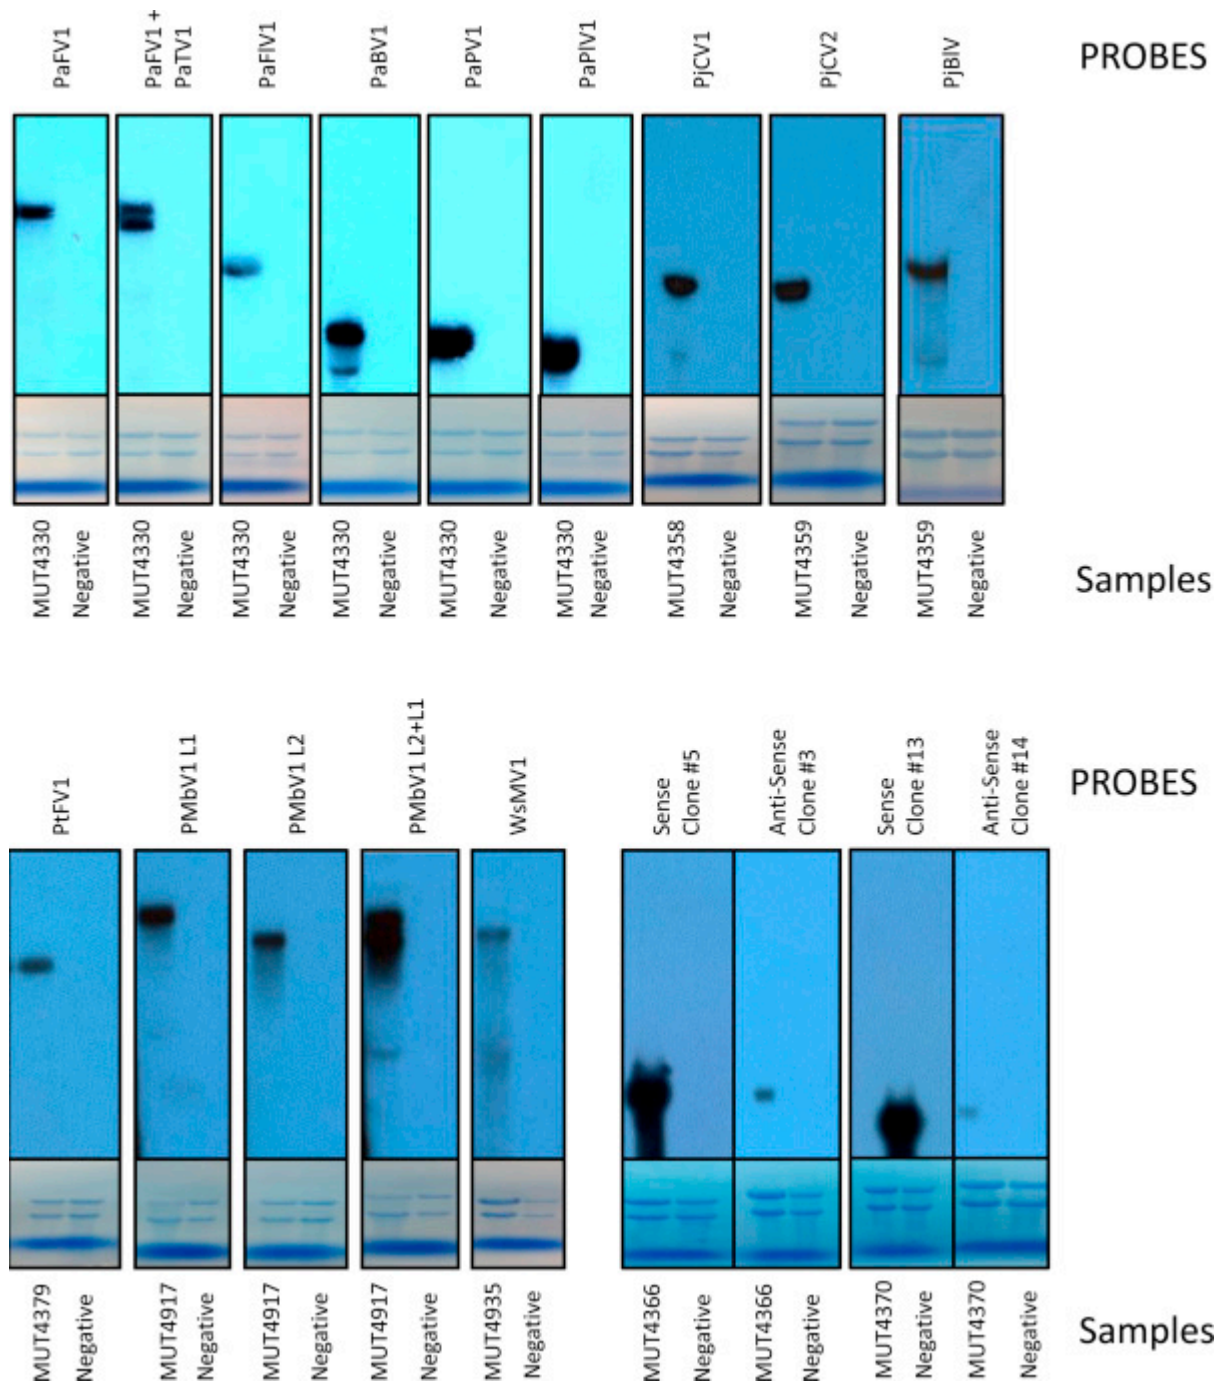 PaFV1
PaFV1 +
PaTV1
PaFlV1
PaBV1
PaPV1
PaPlV1
PjCV1
PjCV2
PjBlV
PROBES
MUT4330
Negative
MUT4330
Negative
MUT4330
Negative
MUT4330
Negative
MUT4330
Negative
MUT4330
Negative
MUT4358
Negative
MUT4359
Negative
MUT4359
Negative
Samples
PtFV1
PMbV1 L1
PMbV1 L2
PMbV1 L2+L1
WsMV1
Sense
Clone #5
Anti-Sense
Clone #3
Sense
Clone #13
Anti-Sense
Clone #14
PROBES
MUT4379
Negative
MUT4917
Negative
MUT4917
Negative
MUT4917
Negative
MUT4935
Negative
MUT4366
Negative
MUT4366
Negative
MUT4370
Negative
MUT4370
Negative
Samples